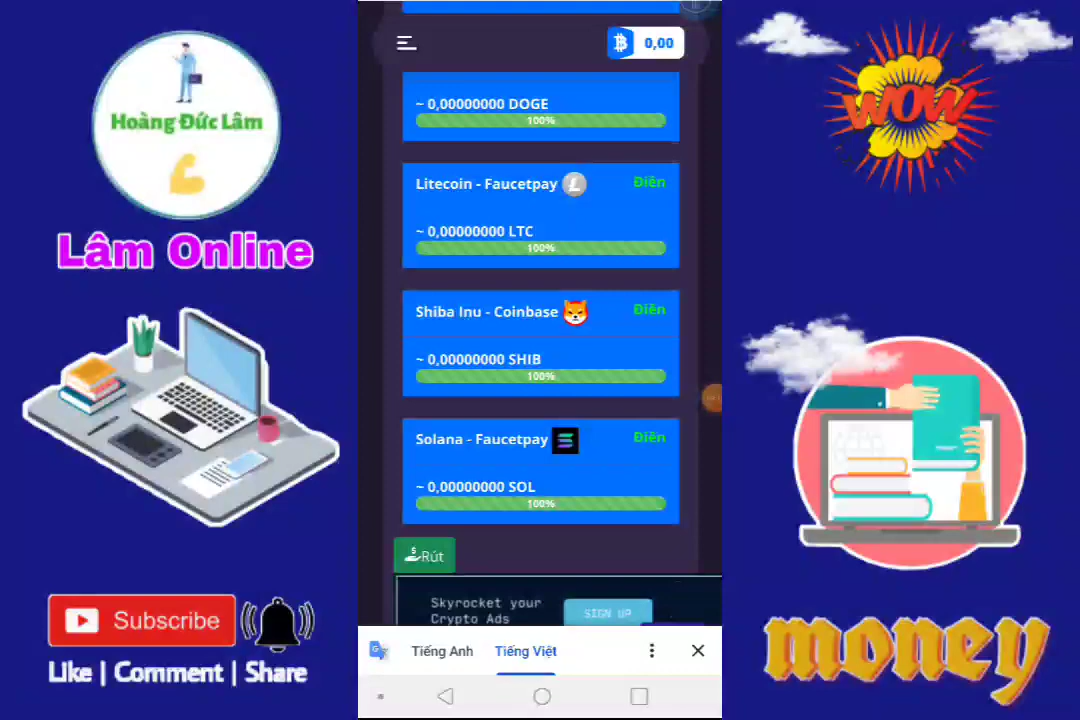 Hoàng Đức Lâm
Lâm Online
Subscribe
Like | Comment | Share
0,00
~ 0,00000000 DOGE
100%
Litecoin - Faucetpay
Điền
~ 0,00000000 LTC
100%
Shiba Inu - Coinbase
Điền
~ 0,00000000 SHIB
100%
Solana - Faucetpay
Điền
~ 0,00000000 SOL
100%
Rút
Skyrocket your
Crypto Ads
SIGN UP
Tiếng Anh
Tiếng Việt
WOW
money